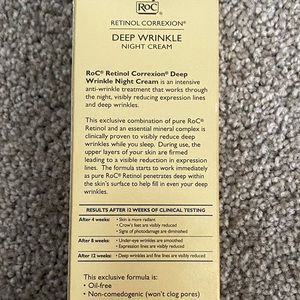 RoC®
RETINOL CORREXION®
DEEP WRINKLE
NIGHT CREAM
RoC® Retinol Correxion® Deep
Wrinkle Night Cream is an intensive
anti-wrinkle treatment that works through
the night, visibly reducing expression lines
and deep wrinkles.
This exclusive combination of pure RoC®
Retinol and an essential mineral complex is
clinically proven to visibly reduce deep
wrinkles while you sleep. During use, the
upper layers of your skin are firmed
leading to a visible reduction in expression
lines. The formula starts to work immediately
as pure RoC® Retinol penetrates deep within
the skin's surface to help fill in even your deep
wrinkles.
RESULTS AFTER 12 WEEKS OF CLINICAL TESTING
After 4 weeks: • Skin is more radiant
• Crow's feet are visibly reduced
• Signs of photodamage are diminished
After 8 weeks: • Under-eye wrinkles are smoothed
• Expression lines are visibly reduced
After 12 weeks: • Deep wrinkles and fine lines are visibly reduced
This exclusive formula is:
• Oil-free
• Non-comedogenic (won't clog pores)